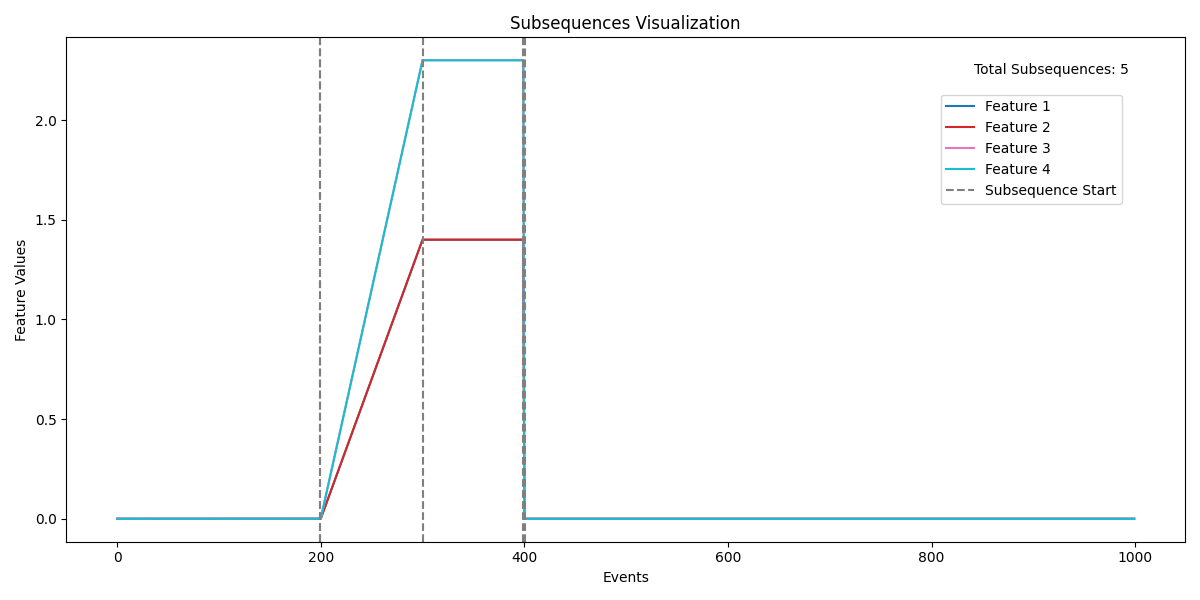 Subsequences Visualization
Total Subsequences: 5
Feature 1
Feature 2
Feature 3
Feature 4
Subsequence Start
Feature Values
2.0
1.5
1.0
0.5
0.0
0 200 400 600 800 1000
Events